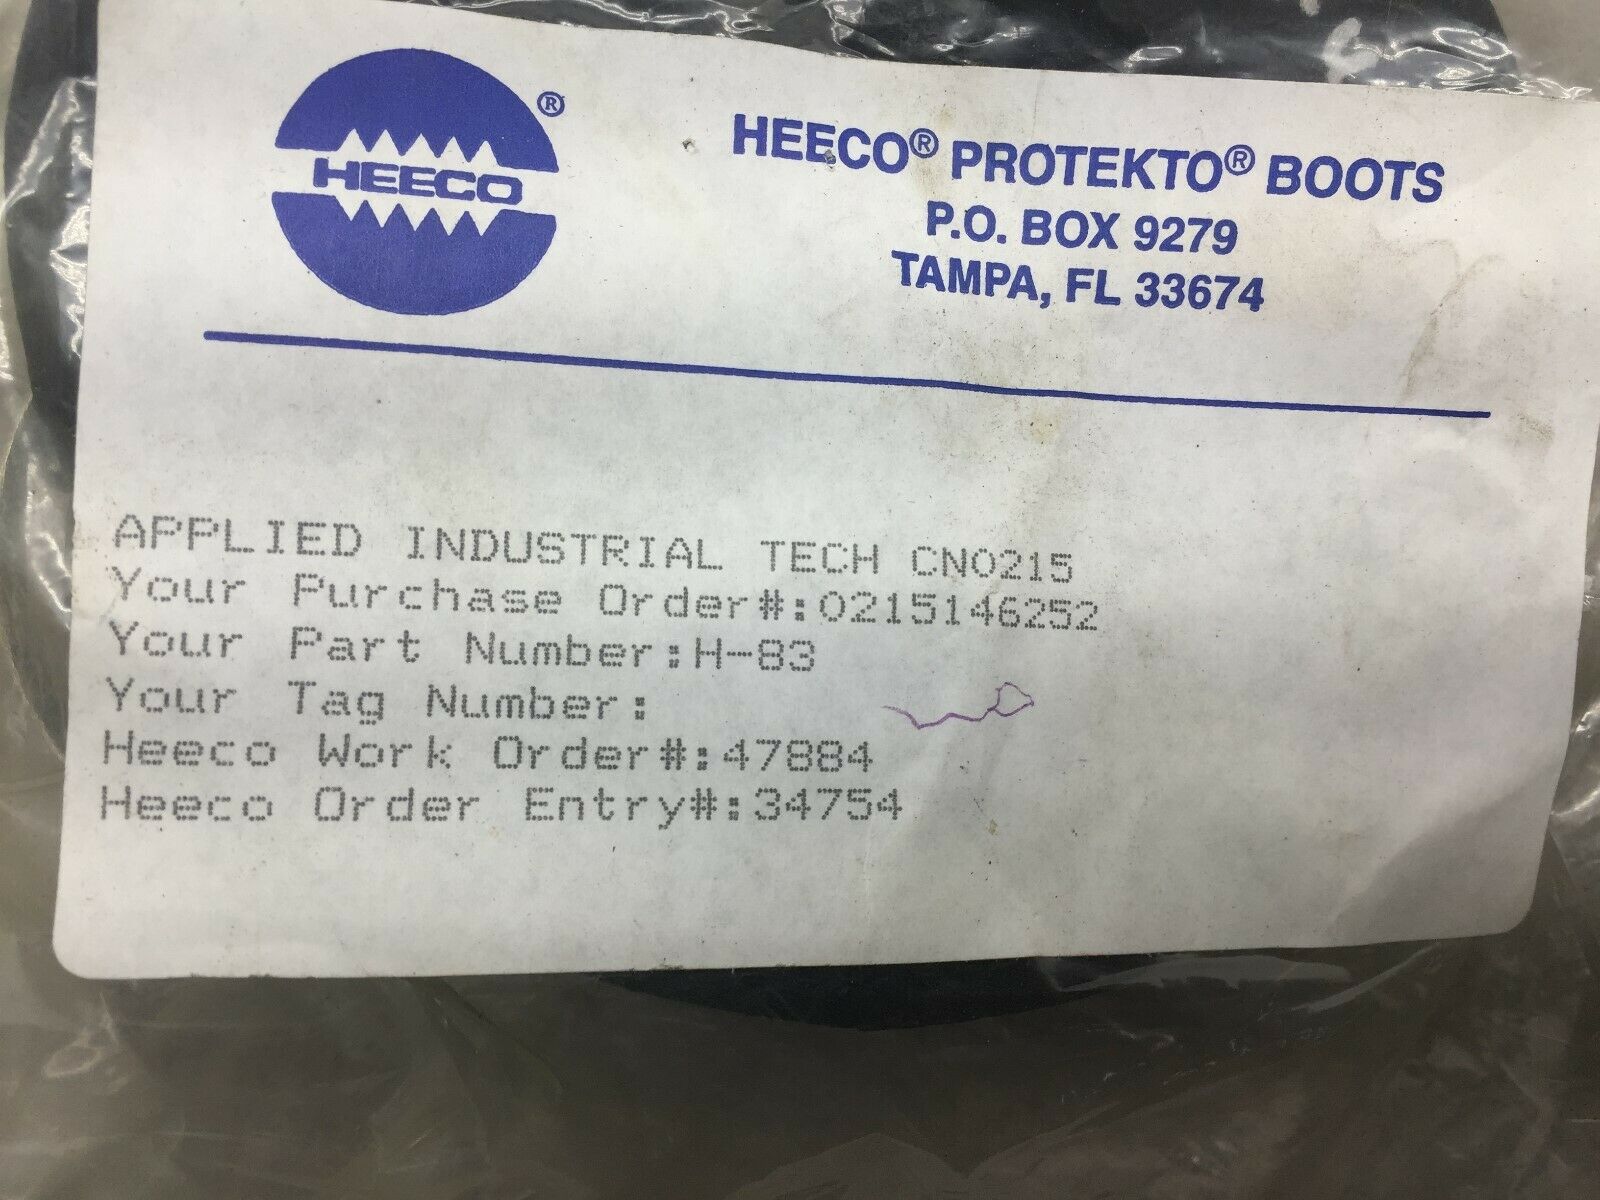 HEECO ®
HEECO® PROTEKTO® BOOTS
P.O. BOX 9279
TAMPA, FL 33674
APPLIED INDUSTRIAL TECH CN0215
Your Purchase Order#:0215146252
Your Part Number:H-83
Your Tag Number:
Heeco Work Order#:47884
Heeco Order Entry#:34754